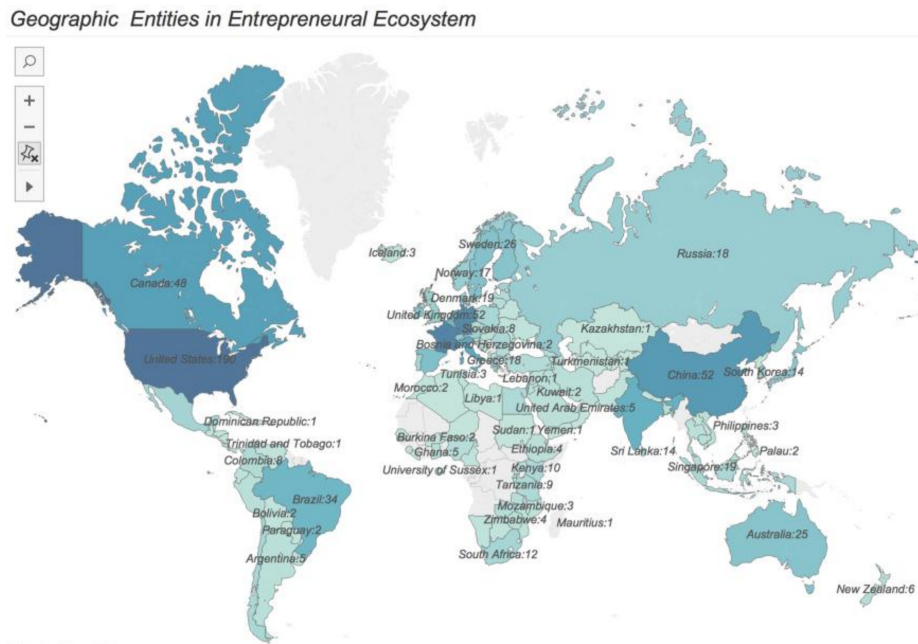 Geographic Entities in Entrepreneural Ecosystem
Iceland:3
Sweden:26
Russia:18
Norway:17
Canada:48
Denmark:19
United Kingdom:52
Slovakia:8
Kazakhstan:1
Bosnia and Herzegovina:2
United States:190
Greece:18
Turkmenistan:1
China:52
South Korea:14
Tunisia:3
Lebanon:1
Morocco:2
Kuwait:2
Libya:1
United Arab Emirates:5
Dominican Republic:1
Philippines:3
Trinidad and Tobago:1
Burkina Faso:2
Sudan:1
Yemen:1
Ghana:5
Ethiopia:4
Sri Lanka:14
Palau:2
Colombia:8
University of Sussex:1
Kenya:10
Singapore:19
Tanzania:9
Brazil:34
Bolivia:2
Mozambique:3
Zimbabwe:4
Mauritius:1
Paraguay:2
Australia:25
Argentina:5
South Africa:12
New Zealand:6